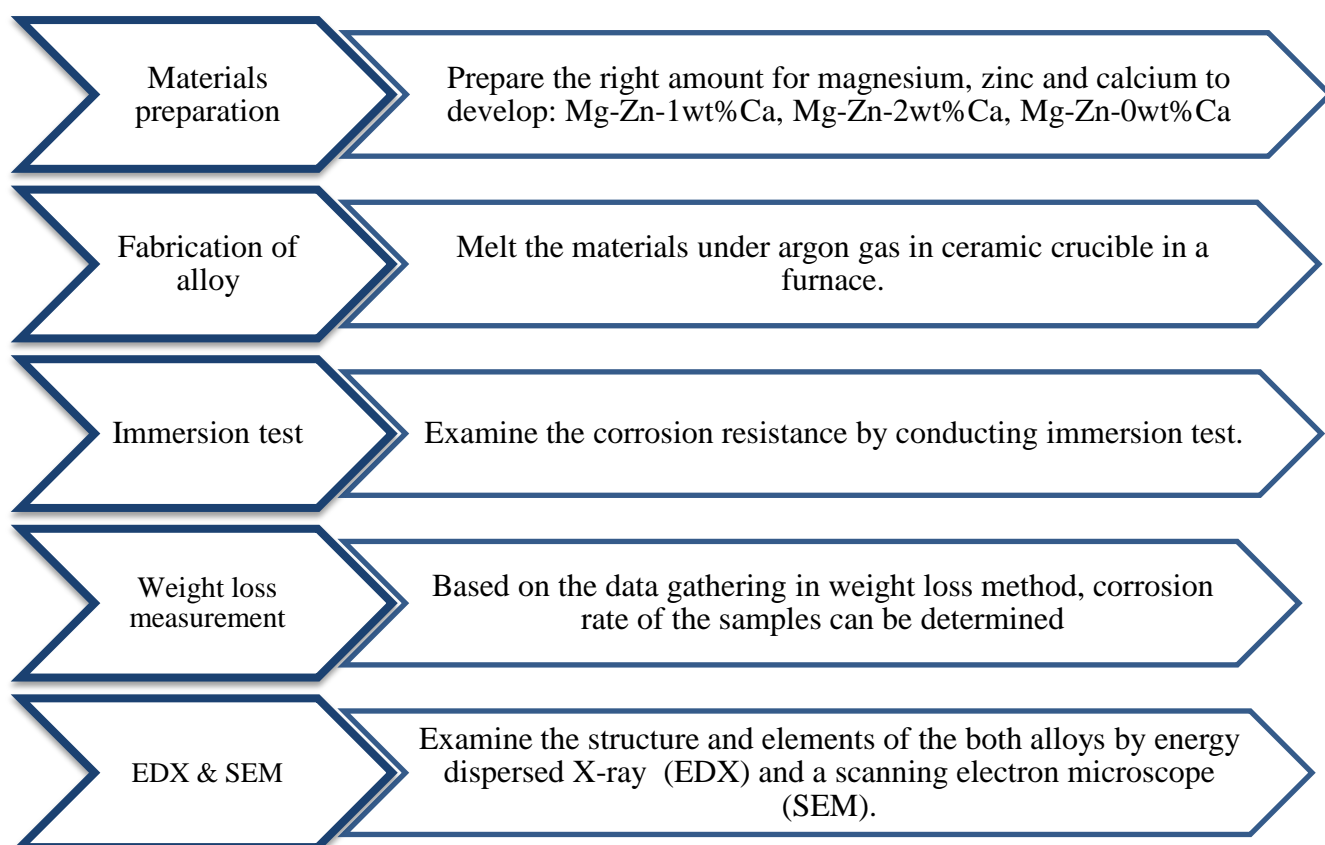 Materials
preparation
Prepare the right amount for magnesium, zinc and calcium to
develop: Mg-Zn-1wt%Ca, Mg-Zn-2wt%Ca, Mg-Zn-0wt%Ca
Fabrication of
alloy
Melt the materials under argon gas in ceramic crucible in a
furnace.
Immersion test
Examine the corrosion resistance by conducting immersion test.
Weight loss
measurement
Based on the data gathering in weight loss method, corrosion
rate of the samples can be determined
EDX & SEM
Examine the structure and elements of the both alloys by energy
dispersed X-ray (EDX) and a scanning electron microscope
(SEM).